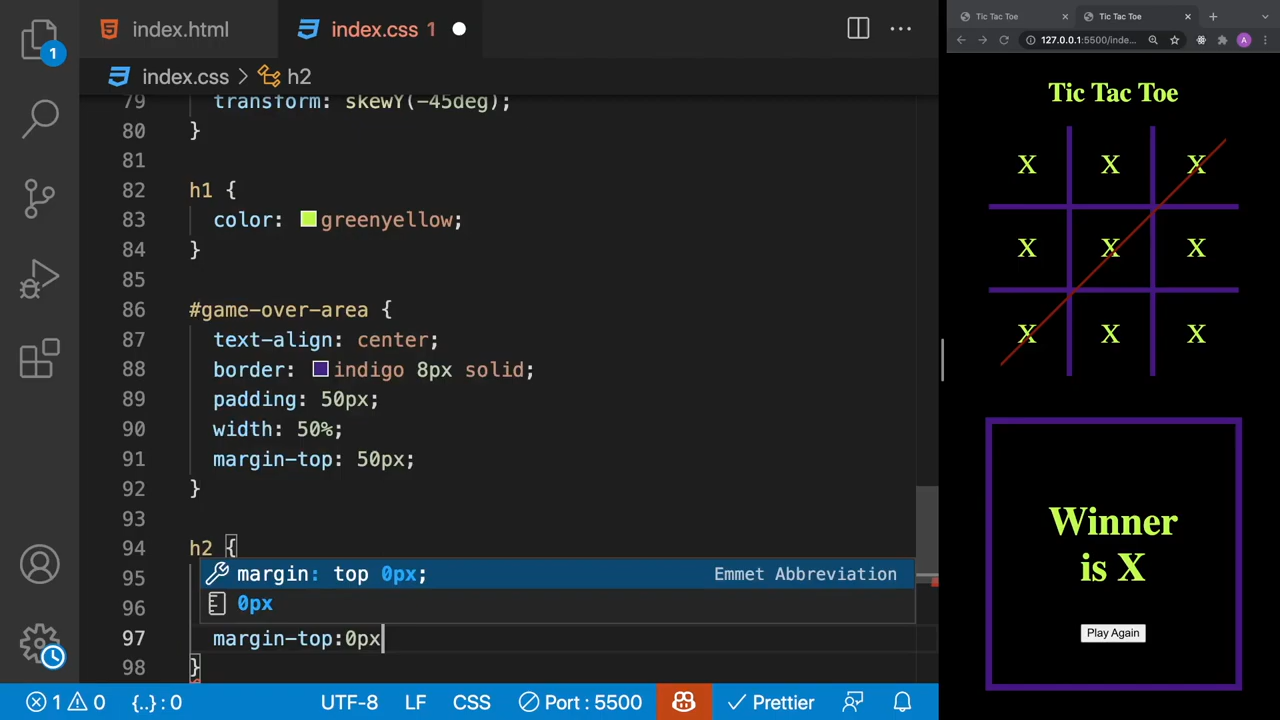 index.html
index.css 1
1
index.css > h2
79 transform: skewY(-45deg);
80 }
81
82 h1 {
83 color: greenyellow;
84 }
85
86 #game-over-area {
87 text-align: center;
88 border: indigo 8px solid;
89 padding: 50px;
90 width: 50%;
91 margin-top: 50px;
92 }
93
94 h2 {
95
margin: top 0px; Emmet Abbreviation
96
0px
97 margin-top:0px
98 }
1 0 {..} : 0 UTF-8 LF CSS Port : 5500 Prettier
Tic Tac Toe
Tic Tac Toe
127.0.0.1:5500/inde...
A
Tic Tac Toe
X X X
X X X
X X X
Winner
is X
Play Again